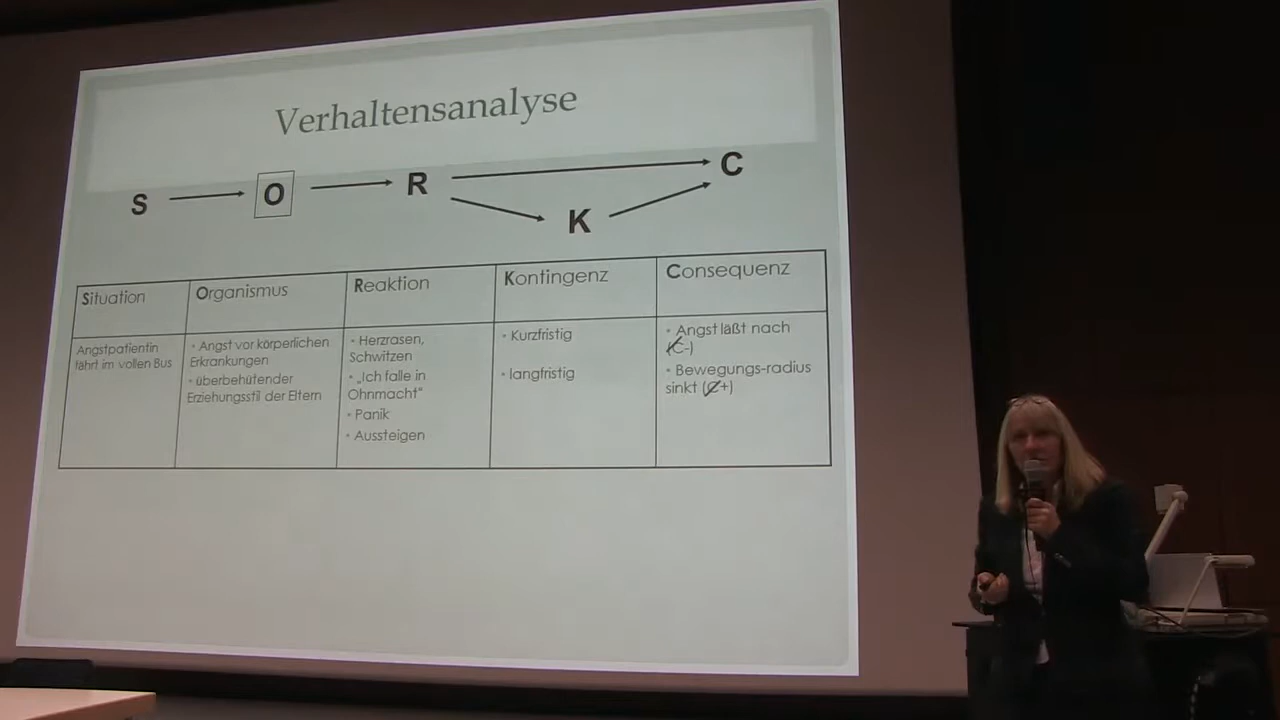 Verhaltensanalyse
S O R K C
Situation
Organismus
Reaktion
Kontingenz
Consequenz
Angstpatientin
fährt im vollen Bus
• Angst vor körperlichen
Erkrankungen
• überbehütender
Erziehungsstil der Eltern
• Herzrasen,
Schwitzen
• „Ich falle in
Ohnmacht“
• Panik
• Aussteigen
• Kurzfristig
• langfristig
• Angst läßt nach
(C̸-)
• Bewegungs-radius
sinkt (C̸+)